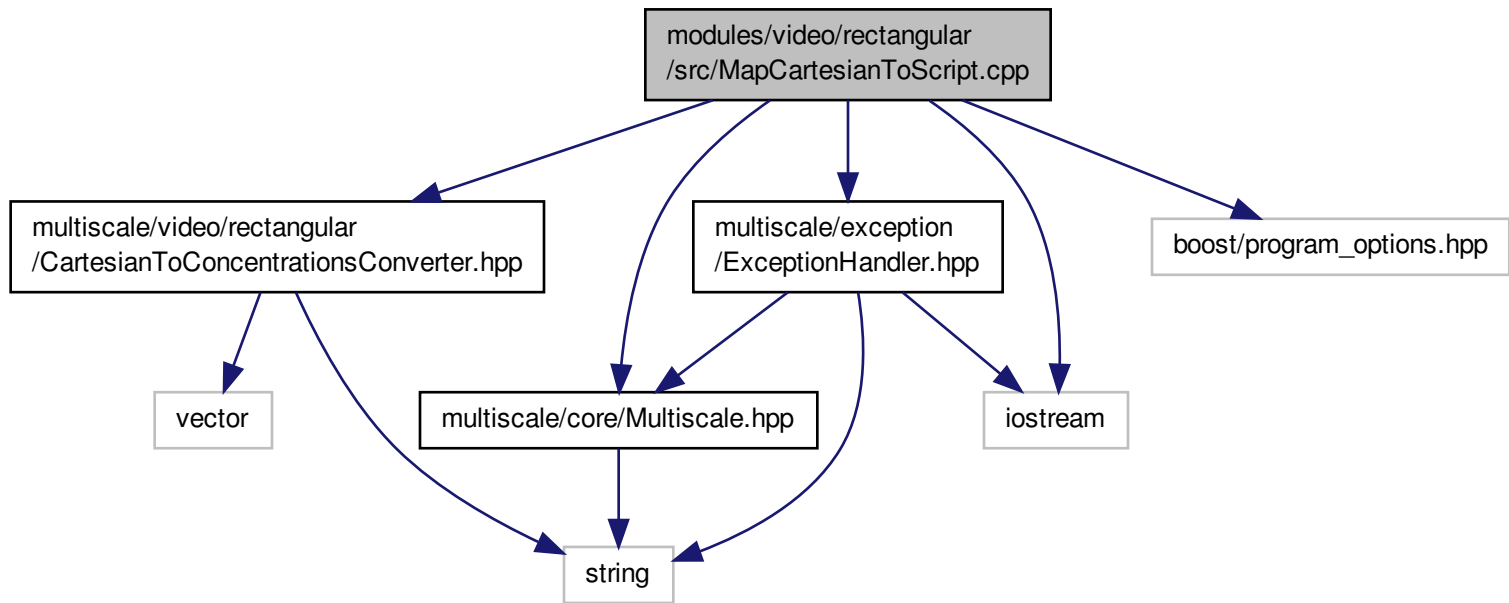 modules/video/rectangular
/src/MapCartesianToScript.cpp
multiscale/video/rectangular
/CartesianToConcentrationsConverter.hpp
multiscale/exception
/ExceptionHandler.hpp
boost/program_options.hpp
vector
multiscale/core/Multiscale.hpp
iostream
string